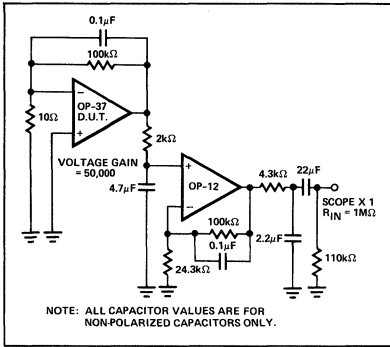 0.1µF
100kΩ
10Ω
−
+
OP-37
D.U.T.
2kΩ
VOLTAGE GAIN
= 50,000
4.7µF
+
−
OP-12
4.3kΩ
22µF
SCOPE X 1
RIN = 1MΩ
100kΩ
0.1µF
2.2µF
110kΩ
24.3kΩ
NOTE: ALL CAPACITOR VALUES ARE FOR
NON-POLARIZED CAPACITORS ONLY.